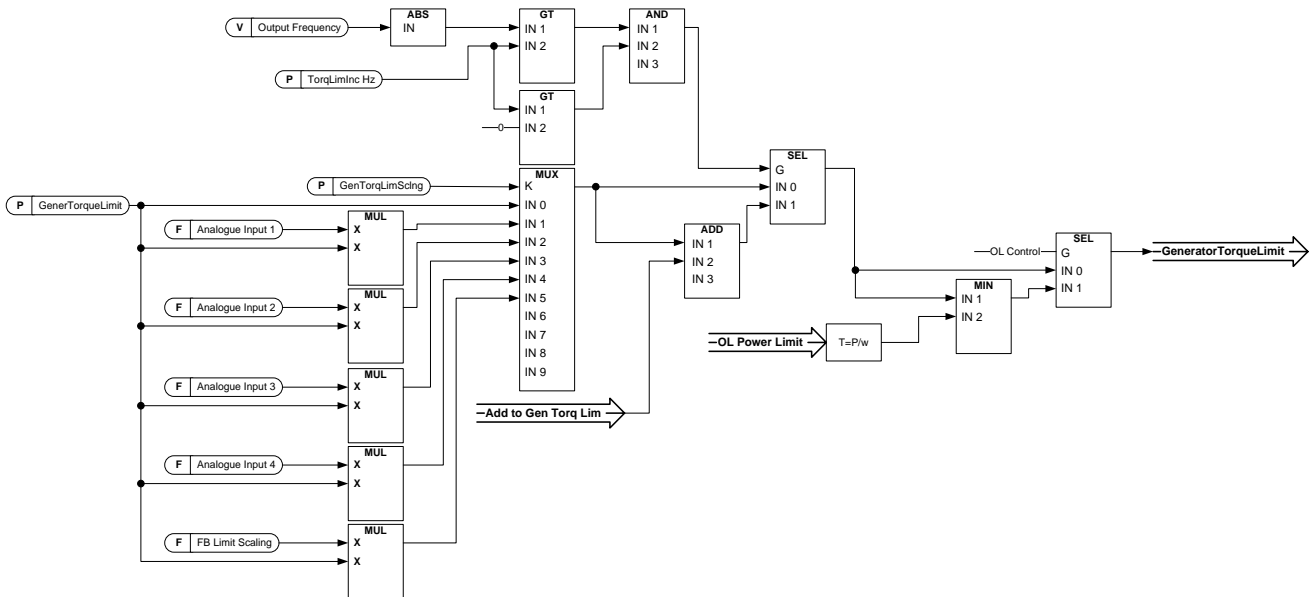 ABS
IN
V Output Frequency
GT
IN 1
IN 2
AND
IN 1
IN 2
IN 3
P TorqLimInc Hz
GT
IN 1
IN 2
0
MUX
K
IN 0
IN 1
IN 2
IN 3
IN 4
IN 5
IN 6
IN 7
IN 8
IN 9
P GenTorqLimSclng
P GenerTorqueLimit
F Analogue Input 1
MUL
X
X
F Analogue Input 2
MUL
X
X
F Analogue Input 3
MUL
X
X
F Analogue Input 4
MUL
X
X
F FB Limit Scaling
MUL
X
X
Add to Gen Torq Lim
ADD
IN 1
IN 2
IN 3
SEL
G
IN 0
IN 1
OL Power Limit
T=P/w
MIN
IN 1
IN 2
OL Control
SEL
G
IN 0
IN 1
GeneratorTorqueLimit